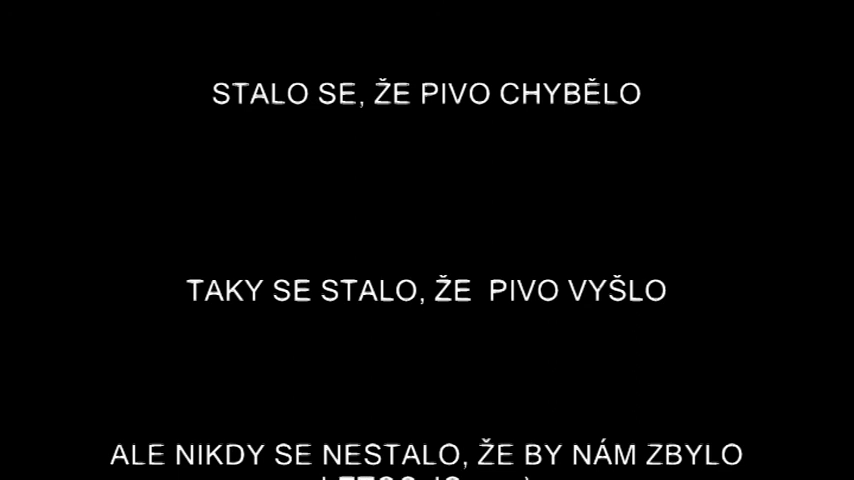 STALO SE, ŽE PIVO CHYBĚLO
TAKY SE STALO, ŽE  PIVO VYŠLO
ALE NIKDY SE NESTALO, ŽE BY NÁM ZBYLO